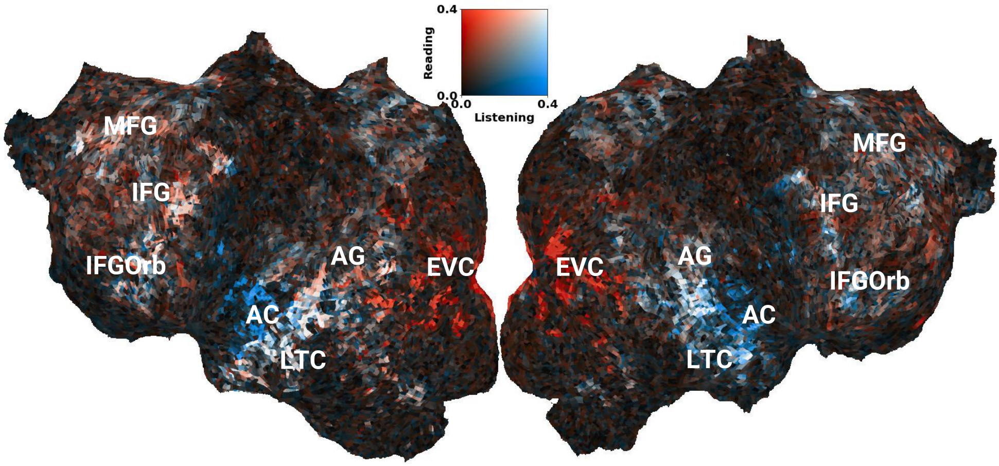 0.4
Reading
0.0
0.0
0.4
Listening
MFG
MFG
IFG
IFG
AG
AG
IFGOrb
EVC
EVC
IFGOrb
AC
AC
LTC
LTC